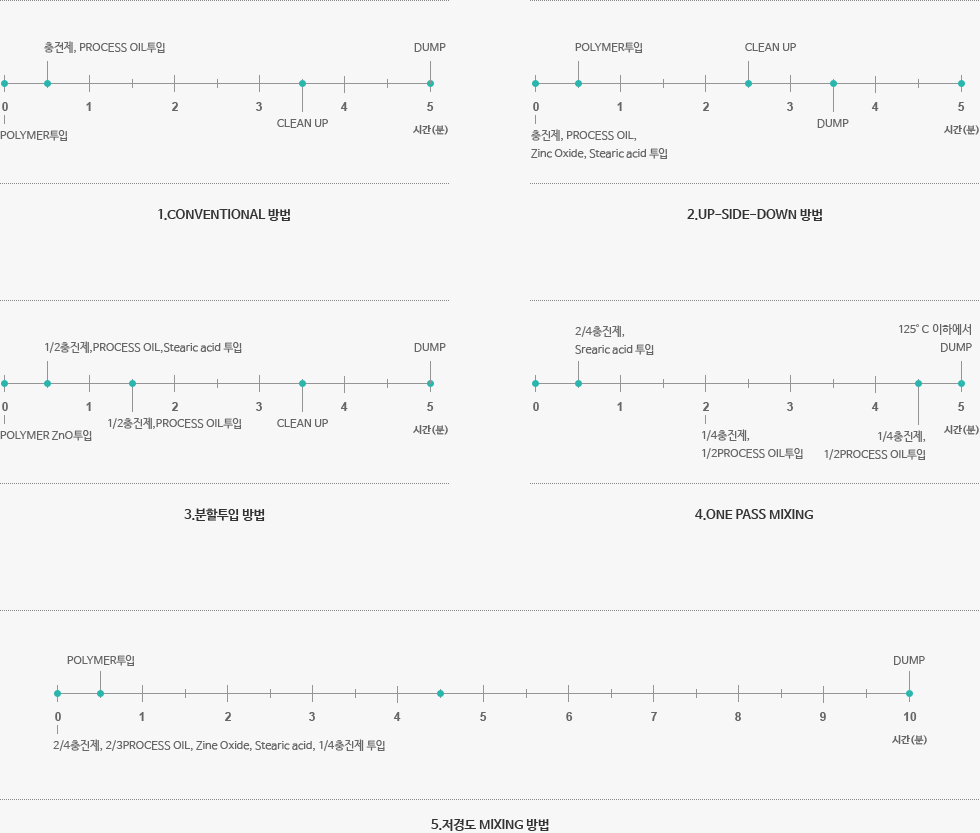 충전제, PROCESS OIL투입
DUMP
0 1 2 3 4 5
CLEAN UP
시간(분)
POLYMER투입
1.CONVENTIONAL 방법
POLYMER투입
CLEAN UP
0 1 2 3 4 5
DUMP
시간(분)
충진제, PROCESS OIL,
Zinc Oxide, Stearic acid 투입
2.UP-SIDE-DOWN 방법
1/2충진제,PROCESS OIL,Stearic acid 투입
DUMP
0 1 2 3 4 5
1/2충진제,PROCESS OIL투입
CLEAN UP
시간(분)
POLYMER ZnO투입
3.분할투입 방법
2/4충진제,
Srearic acid 투입
125˚ C 이하에서
DUMP
0 1 2 3 4 5
시간(분)
1/4충진제,
1/2PROCESS OIL투입
1/4충진제,
1/2PROCESS OIL투입
4.ONE PASS MIXING
POLYMER투입
DUMP
0 1 2 3 4 5 6 7 8 9 10
시간(분)
2/4충진제, 2/3PROCESS OIL, Zine Oxide, Stearic acid, 1/4충진제 투입
5.저경도 MIXING 방법